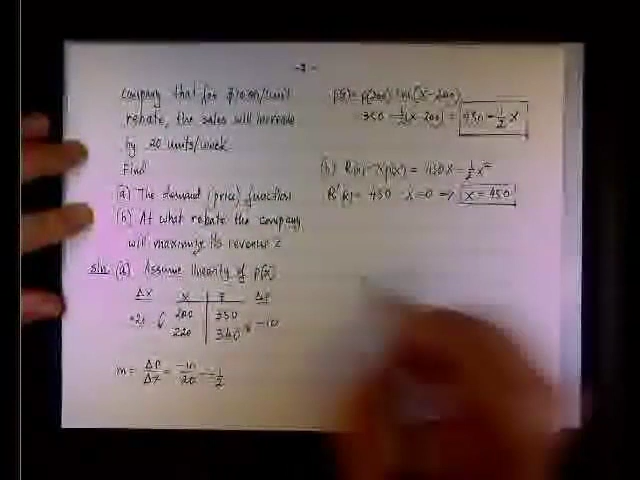 - 2 -
company that for $10.00/unit
rebate, the sales will increase
by 20 units/week
Find
(a) The demand (price) function
(b) At what rebate the company
will maximize its revenue ?
sln (a) Assume linearity of p(x)
Δx x P Δp
+20 200 350 -10
220 340
m = Δp/Δx = -10/20 = -1/2
p(x) = p(200) + m(x-200)
= 350 - 1/2(x-200) = 450 - 1/2 x
(b) R(x) = x p(x) = 450x - 1/2 x²
R'(x) = 450 - x = 0 => x = 450